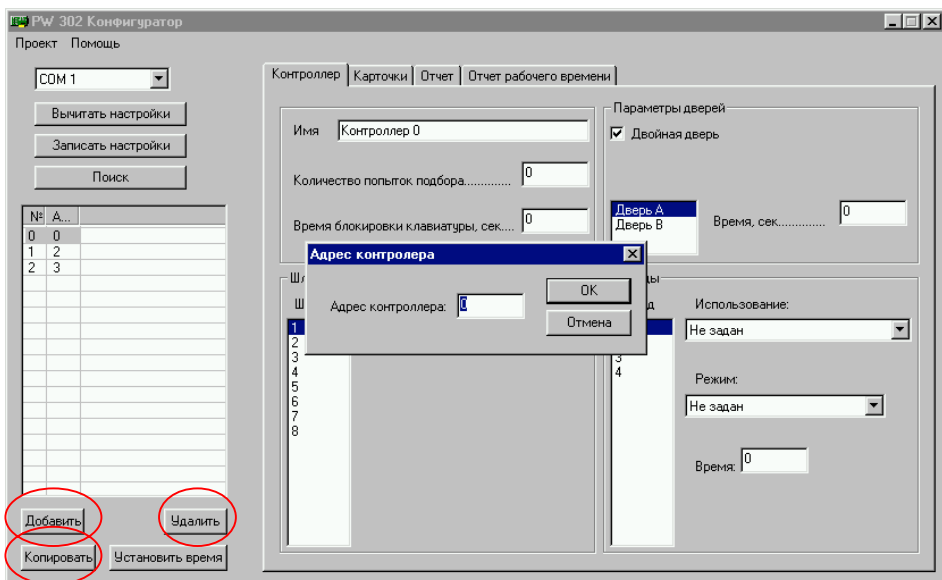 PW 302 Конфигуратор
Проект Помощь
COM 1
Вычитать настройки
Записать настройки
Поиск
№ А...
0 0
1 2
2 3
Добавить
Удалить
Копировать
Установить время
Контроллер Карточки Отчет Отчет рабочего времени
Имя Контроллер 0
Количество попыток подбора.............. 0
Время блокировки клавиатуры, сек.... 0
Параметры дверей
Двойная дверь
Дверь А
Дверь В
Время, сек.............. 0
Адрес контролера
Адрес контроллера: 0
OK
Отмена
1
2
3
4
5
6
7
8
3
4
Использование:
Не задан
Режим:
Не задан
Время: 0